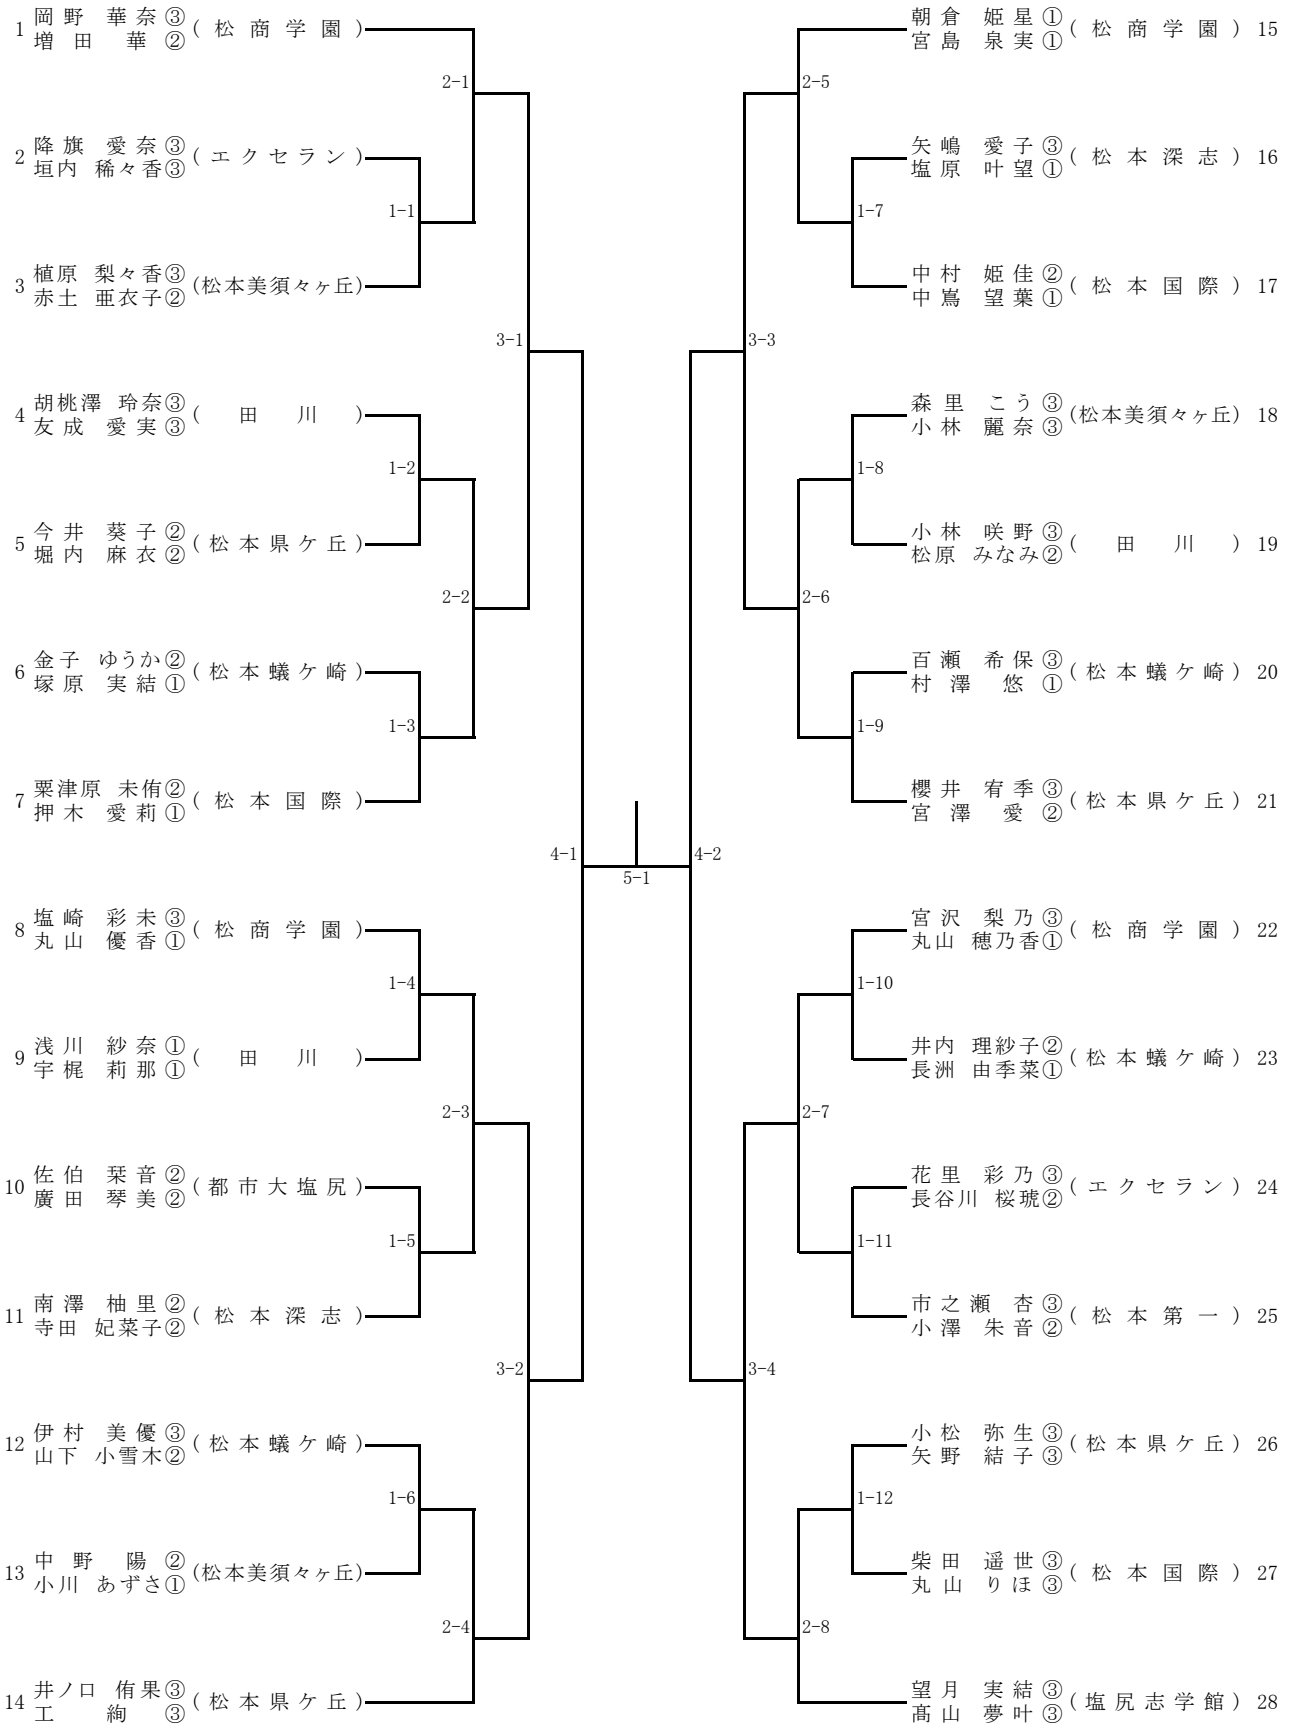 1 岡野 華奈③ (松商学園)
増田 華②
2-1
2 降旗 愛奈③ (エクセラン)
垣内 稀々香③
1-1
3 植原 梨々香③ (松本美須々ヶ丘)
赤土 亜衣子②
3-1
4 胡桃澤 玲奈③ (田川)
友成 愛実③
1-2
5 今井 葵子② (松本県ケ丘)
堀内 麻衣②
2-2
6 金子 ゆうか② (松本蟻ケ崎)
塚原 実結①
1-3
7 粟津原 未侑② (松本国際)
押木 愛莉①
4-1
8 塩崎 彩未③ (松商学園)
丸山 優香①
1-4
9 浅川 紗奈① (田川)
宇梶 莉那①
2-3
10 佐伯 栞音② (都市大塩尻)
廣田 琴美②
1-5
11 南澤 柚里② (松本深志)
寺田 妃菜子②
3-2
12 伊村 美優③ (松本蟻ケ崎)
山下 小雪木②
1-6
13 中野 陽② (松本美須々ヶ丘)
小川 あずさ①
2-4
14 井ノ口 侑果③ (松本県ケ丘)
工 絢③
5-1
朝倉 姫星① (松商学園) 15
宮島 泉実①
2-5
矢嶋 愛子③ (松本深志) 16
塩原 叶望①
1-7
中村 姫佳② (松本国際) 17
中嶌 望葉①
3-3
森里 こう③ (松本美須々ヶ丘) 18
小林 麗奈③
1-8
小林 咲野③ (田川) 19
松原 みなみ②
2-6
百瀬 希保③ (松本蟻ケ崎) 20
村澤 悠①
1-9
櫻井 宥季③ (松本県ケ丘) 21
宮澤 愛②
4-2
宮沢 梨乃③ (松商学園) 22
丸山 穂乃香①
1-10
井内 理紗子② (松本蟻ケ崎) 23
長洲 由季菜①
2-7
花里 彩乃③ (エクセラン) 24
長谷川 桜琥②
1-11
市之瀬 杏③ (松本第一) 25
小澤 朱音②
3-4
小松 弥生③ (松本県ケ丘) 26
矢野 結子③
1-12
柴田 遥世③ (松本国際) 27
丸山 りほ③
2-8
望月 実結③ (塩尻志学館) 28
髙山 夢叶③